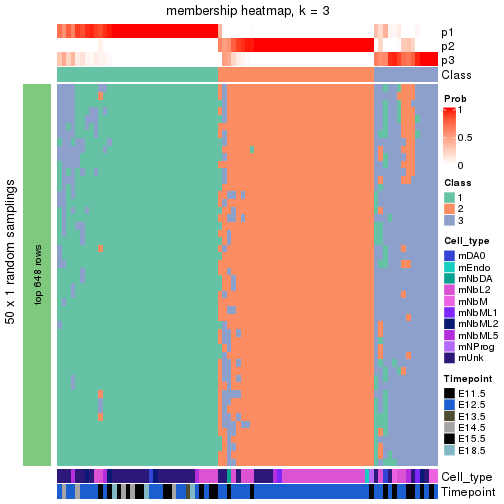 membership heatmap, k = 3
p1
p2
p3
Class
50 x 1 random samplings
top 648 rows
Prob
1
0.5
0
Class
1
2
3
Cell_type
mDA0
mEndo
mNbDA
mNbL2
mNbM
mNbML1
mNbML2
mNbML5
mNProg
mUnk
Timepoint
E11.5
E12.5
E13.5
E14.5
E15.5
E18.5
Cell_type
Timepoint